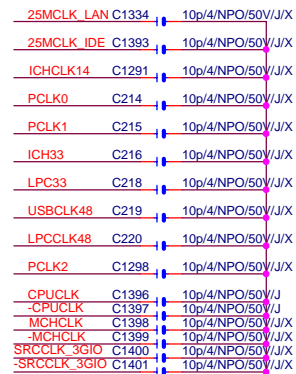 25MCLK_LAN C1334 10p/4/NPO/50V/J/X
25MCLK_IDE C1393 10p/4/NPO/50V/J/X
ICHCLK14 C1291 10p/4/NPO/50V/J/X
PCLK0 C214 10p/4/NPO/50V/J/X
PCLK1 C215 10p/4/NPO/50V/J/X
ICH33 C216 10p/4/NPO/50V/J/X
LPC33 C218 10p/4/NPO/50V/J/X
USBCLK48 C219 10p/4/NPO/50V/J/X
LPCCLK48 C220 10p/4/NPO/50V/J/X
PCLK2 C1298 10p/4/NPO/50V/J/X
CPUCLK C1396 10p/4/NPO/50V/J
-CPUCLK C1397 10p/4/NPO/50V/J
MCHCLK C1398 10p/4/NPO/50V/J/X
-MCHCLK C1399 10p/4/NPO/50V/J/X
SRCCLK_3GIO C1400 10p/4/NPO/50V/J/X
-SRCCLK_3GIO C1401 10p/4/NPO/50V/J/X